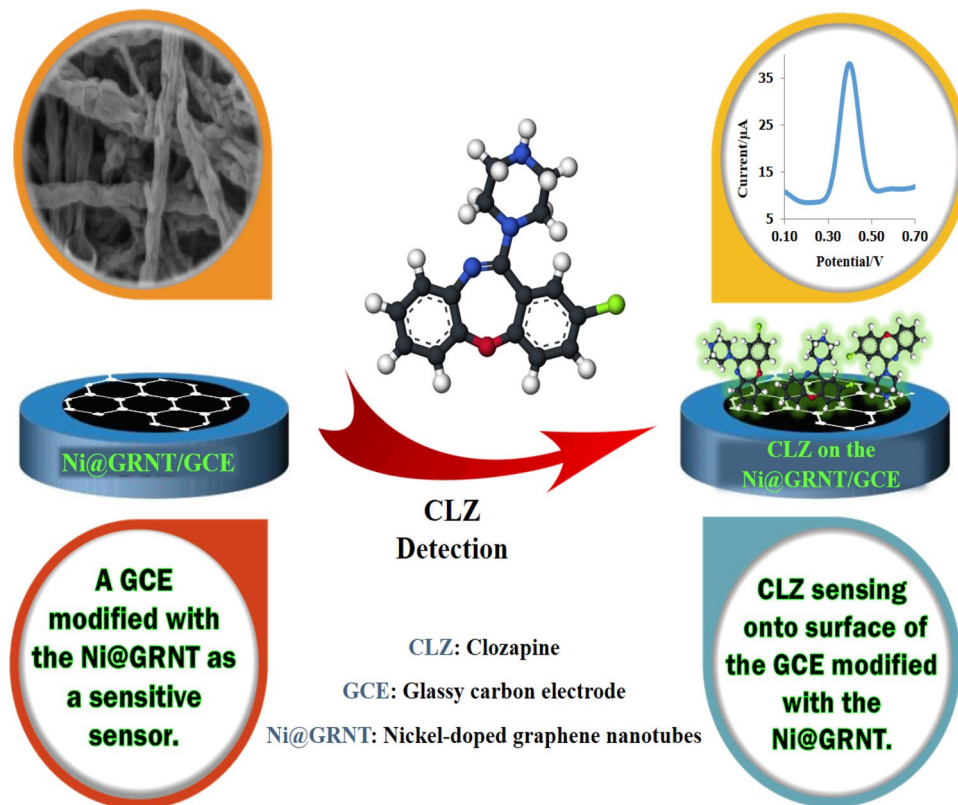 35
25
15
5
Current/µA
0.10 0.30 0.50 0.70
Potential/V
Ni@GRNT/GCE
CLZ
Detection
CLZ on the
Ni@GRNT/GCE
A GCE
modified with
the Ni@GRNT as
a sensitive
sensor.
CLZ: Clozapine
GCE: Glassy carbon electrode
Ni@GRNT: Nickel-doped graphene nanotubes
CLZ sensing
onto surface of
the GCE modified
with the
Ni@GRNT.